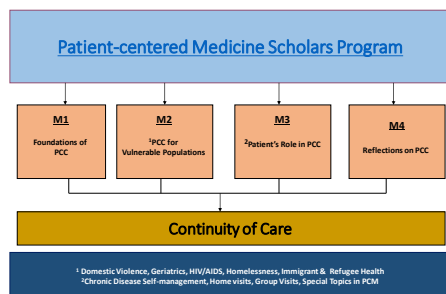 Patient-centered Medicine Scholars Program
M1
Foundations of
PCC
M2
¹PCC for
Vulnerable Populations
M3
²Patient's Role in PCC
M4
Reflections on PCC
Continuity of Care
¹ Domestic Violence, Geriatrics, HIV/AIDS, Homelessness, Immigrant & Refugee Health
²Chronic Disease Self-management, Home visits, Group Visits, Special Topics in PCM